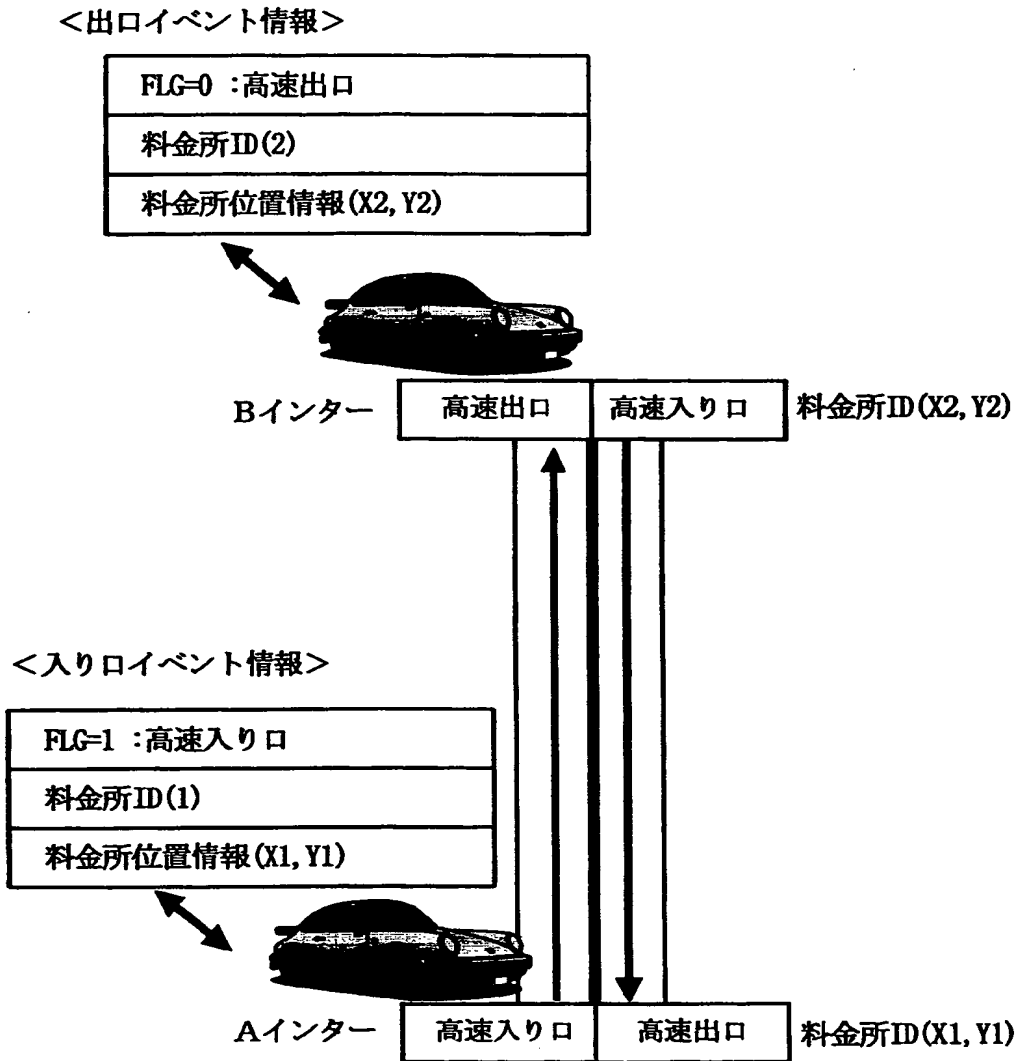 ＜出口イベント情報＞
FLG=0 :高速出口
料金所ID(2)
料金所位置情報(X2,Y2)
Bインター
高速出口
高速入り口
料金所ID(X2,Y2)
＜入り口イベント情報＞
FLG=1 :高速入り口
料金所ID(1)
料金所位置情報(X1,Y1)
Aインター
高速入り口
高速出口
料金所ID(X1,Y1)